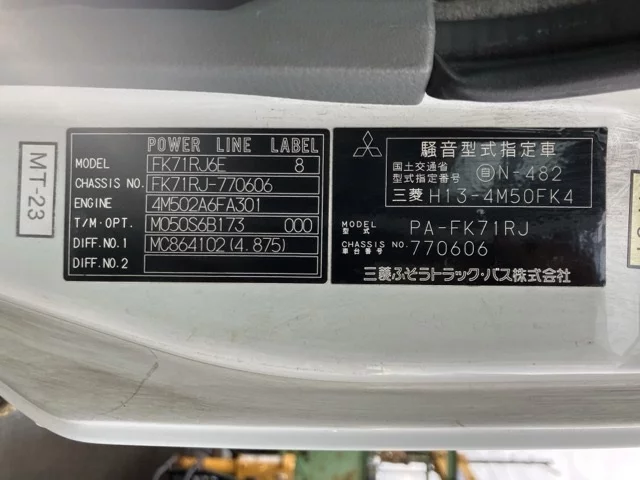 MT-23
POWER LINE LABEL
MODEL FK71RJ6E 8
CHASSIS NO. FK71RJ-770606
ENGINE 4M502A6FA301
T/M・OPT. M050S6B173 000
DIFF.NO.1 MC864102(4.875)
DIFF.NO.2
騒音型式指定車
国土交通省
型式指定番号 自N-482
三菱 H13-4M50FK4
MODEL
型式 PA-FK71RJ
CHASSIS NO.
車台番号 770606
三菱ふそうトラック・バス株式会社